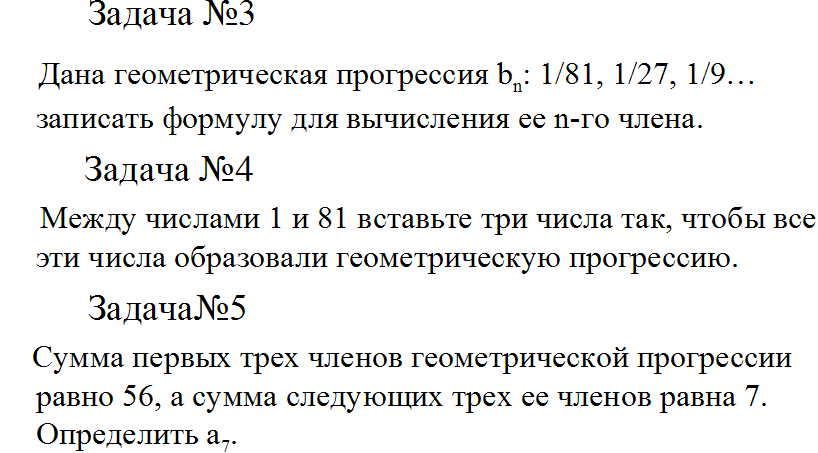 Задача №3
Дана геометрическая прогрессия bn: 1/81, 1/27, 1/9…
записать формулу для вычисления ее n-го члена.
Задача №4
Между числами 1 и 81 вставьте три числа так, чтобы все
эти числа образовали геометрическую прогрессию.
Задача№5
Сумма первых трех членов геометрической прогрессии
равно 56, а сумма следующих трех ее членов равна 7.
Определить a7.